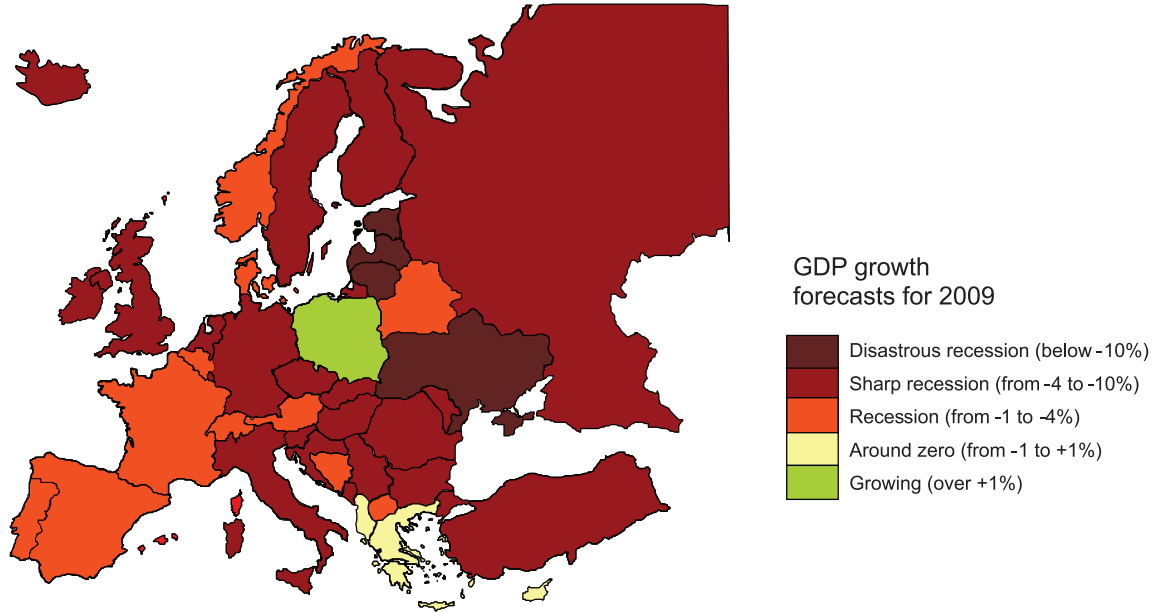 GDP growth
forecasts for 2009
Disastrous recession (below -10%)
Sharp recession (from -4 to -10%)
Recession (from -1 to -4%)
Around zero (from -1 to +1%)
Growing (over +1%)